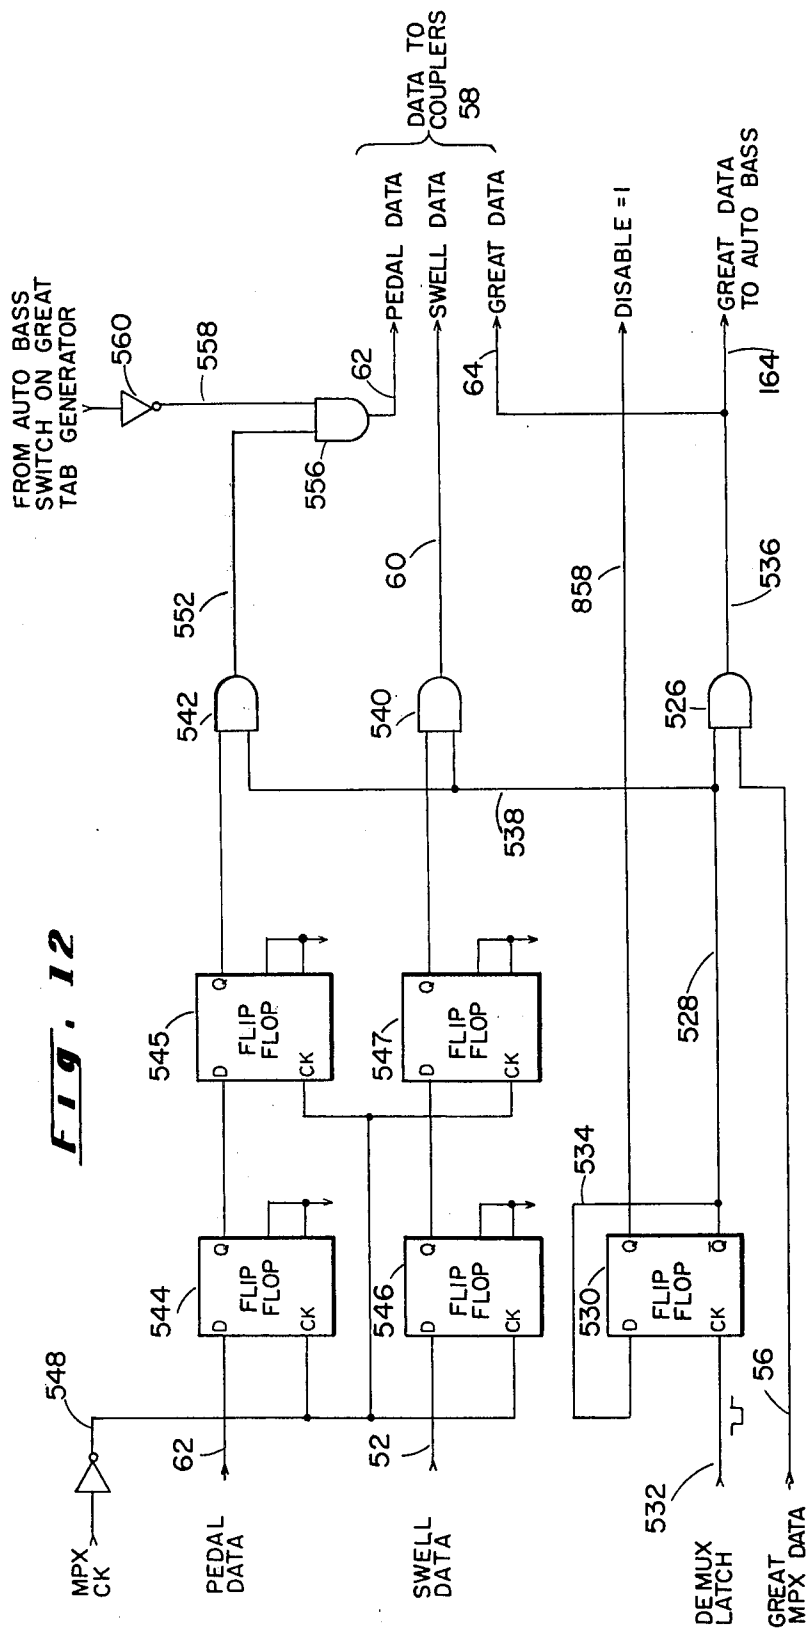 Fig. 12
FROM AUTO BASS
SWITCH ON GREAT
TAB GENERATOR
560
558
556
62
PEDAL DATA
SWELL DATA
GREAT DATA
DATA TO
COUPLERS
58
552
60
64
542
540
538
858
DISABLE = 1
526
536
164
GREAT DATA
TO AUTO BASS
MPX
CK
548
PEDAL
DATA
62
544
D
Q
FLIP
FLOP
CK
545
D
Q
FLIP
FLOP
CK
SWELL
DATA
52
546
D
Q
FLIP
FLOP
CK
547
D
Q
FLIP
FLOP
CK
534
530
D
Q
FLIP
FLOP
CK
Q̅
528
DEMUX
LATCH
532
GREAT
MPX DATA
56